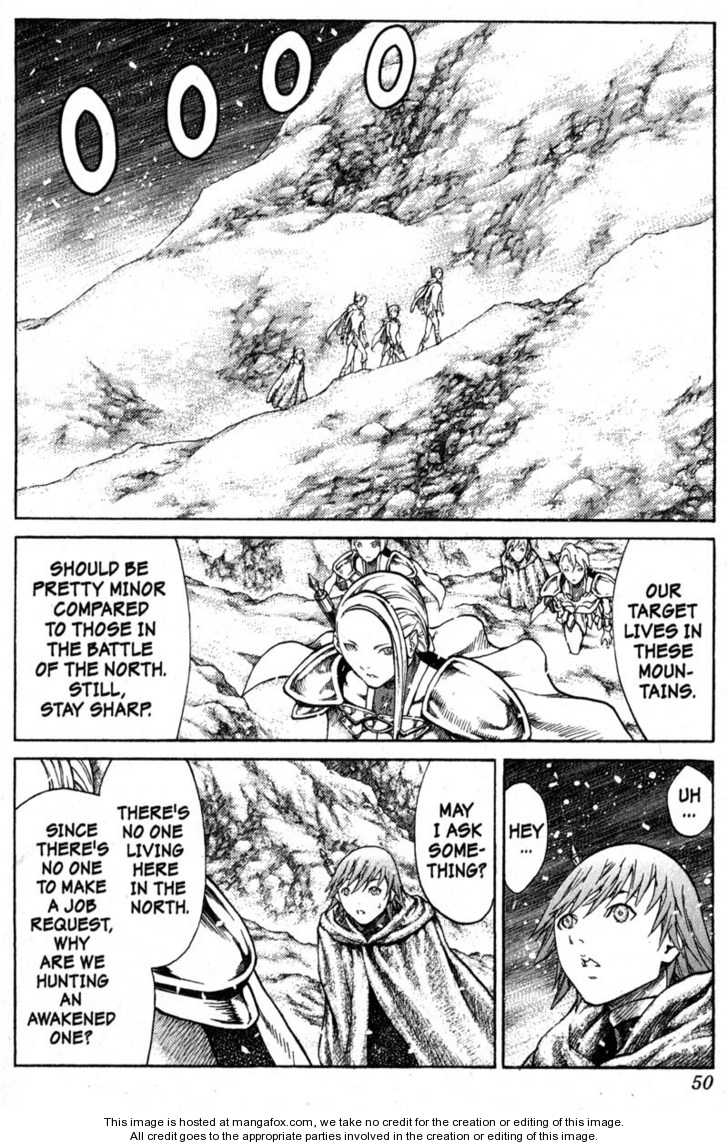 OUR
TARGET
LIVES IN
THESE
MOUN-
TAINS.
SHOULD BE
PRETTY MINOR
COMPARED
TO THOSE IN
THE BATTLE
OF THE NORTH.
STILL,
STAY SHARP.
UH
...
HEY
...
MAY
I ASK
SOME-
THING?
THERE'S
NO ONE
LIVING
HERE
IN THE
NORTH.
SINCE
THERE'S
NO ONE
TO MAKE
A JOB
REQUEST,
WHY
ARE WE
HUNTING
AN
AWAKENED
ONE?
50
This image is hosted at mangafox.com, we take no credit for the creation or editing of this image.
All credit goes to the appropriate parties involved in the creation or editing of this image.